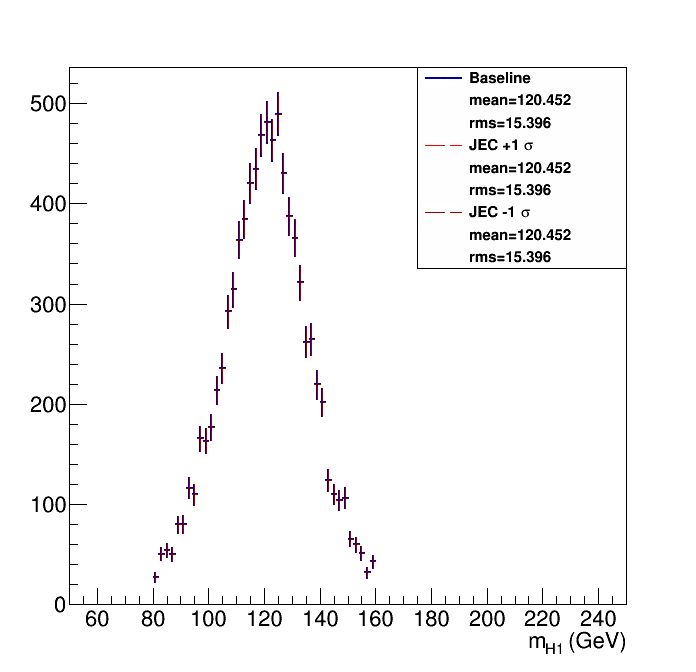 Baseline
mean=120.452
rms=15.396
JEC +1 σ
mean=120.452
rms=15.396
JEC -1 σ
mean=120.452
rms=15.396
500
400
300
200
100
0
60 80 100 120 140 160 180 200 220 240
m_H1 (GeV)